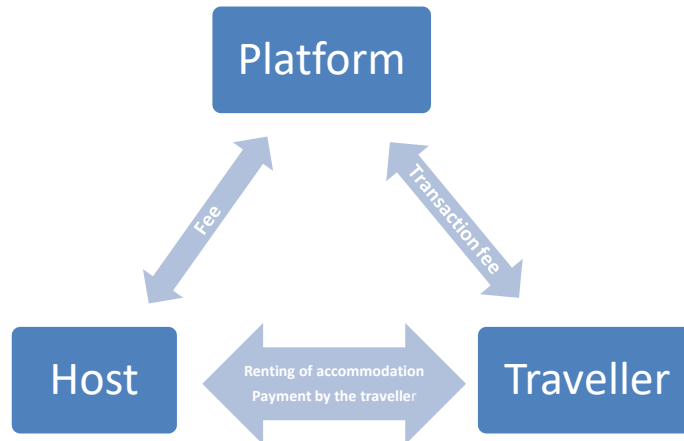 Platform
Fee
Transaction fee
Host
Renting of accommodation
Payment by the traveller
Traveller